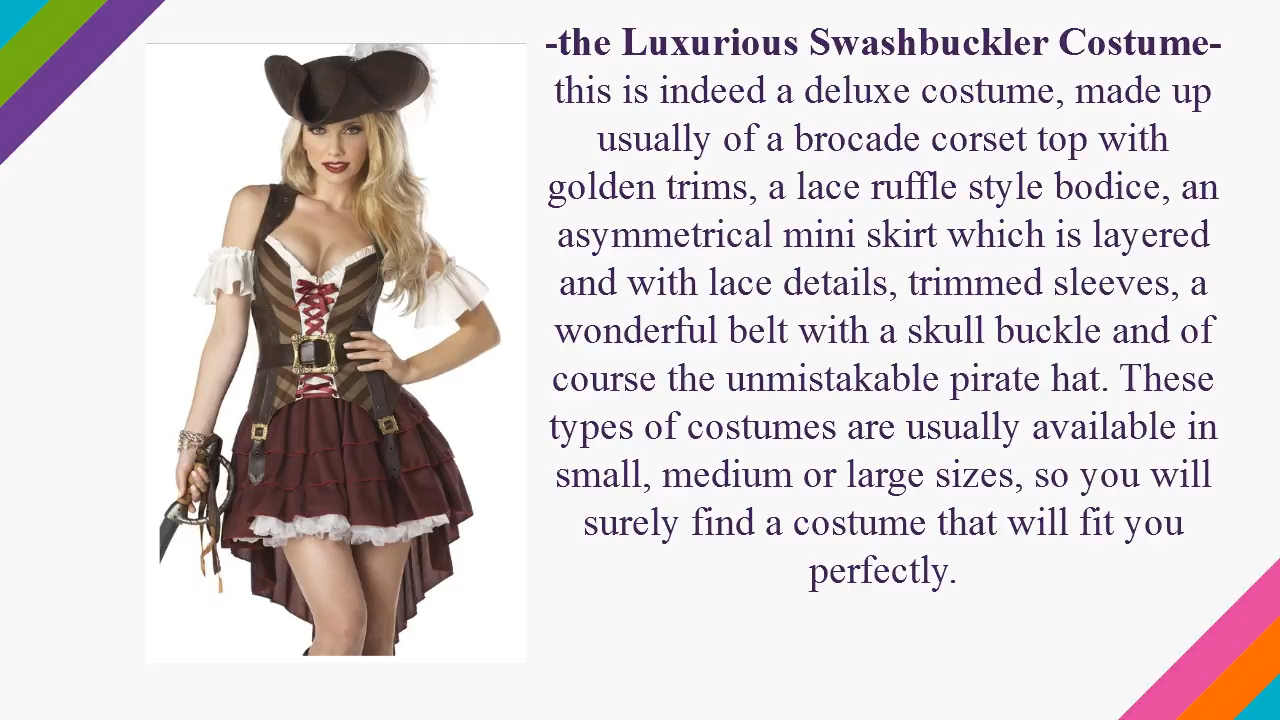 -the Luxurious Swashbuckler Costume-
this is indeed a deluxe costume, made up
usually of a brocade corset top with
golden trims, a lace ruffle style bodice, an
asymmetrical mini skirt which is layered
and with lace details, trimmed sleeves, a
wonderful belt with a skull buckle and of
course the unmistakable pirate hat. These
types of costumes are usually available in
small, medium or large sizes, so you will
surely find a costume that will fit you
perfectly.